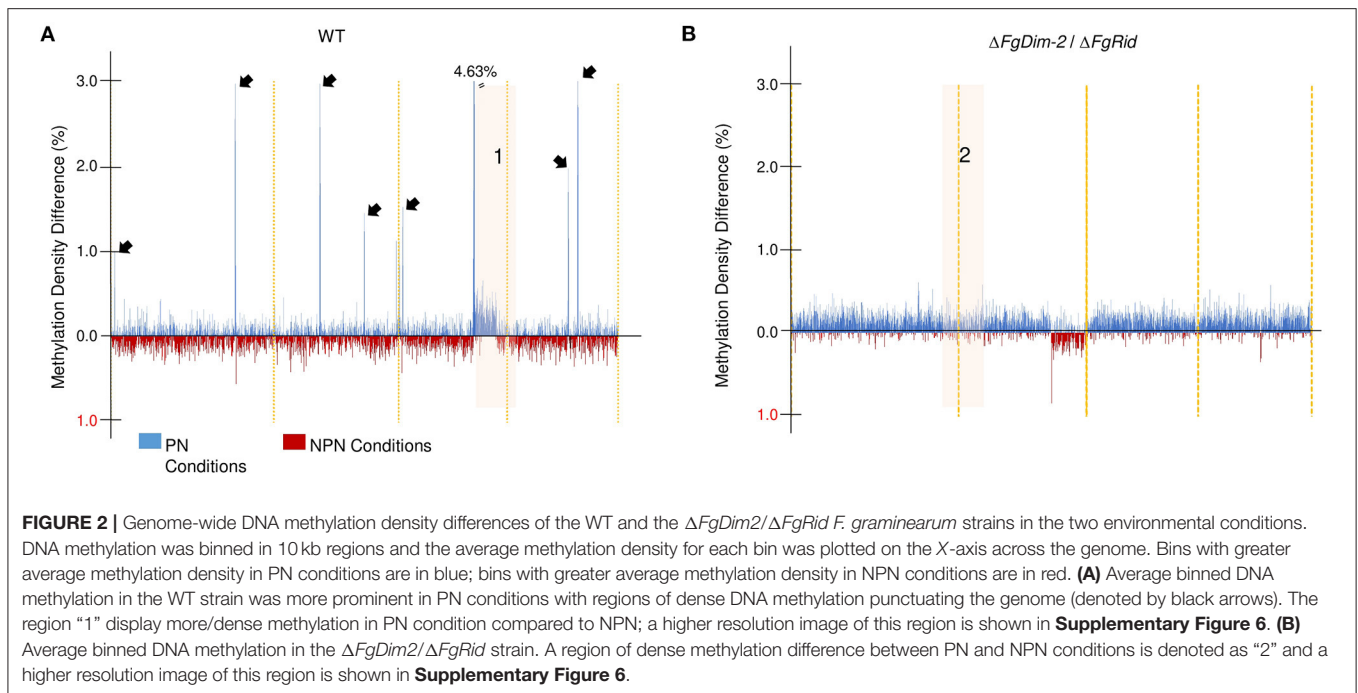 A
WT
Methylation Density Difference (%)
3.0
2.0
1.0
0.0
1.0
4.63%
1
PN
Conditions
NPN Conditions
B
ΔFgDim-2 / ΔFgRid
Methylation Density Difference (%)
3.0
2.0
1.0
0.0
1.0
2
FIGURE 2 | Genome-wide DNA methylation density differences of the WT and the ΔFgDim2/ΔFgRid F. graminearum strains in the two environmental conditions.
DNA methylation was binned in 10 kb regions and the average methylation density for each bin was plotted on the X-axis across the genome. Bins with greater
average methylation density in PN conditions are in blue; bins with greater average methylation density in NPN conditions are in red. (A) Average binned DNA
methylation in the WT strain was more prominent in PN conditions with regions of dense DNA methylation punctuating the genome (denoted by black arrows). The
region “1” display more/dense methylation in PN condition compared to NPN; a higher resolution image of this region is shown in Supplementary Figure 6. (B)
Average binned DNA methylation in the ΔFgDim2/ΔFgRid strain. A region of dense methylation difference between PN and NPN conditions is denoted as “2” and a
higher resolution image of this region is shown in Supplementary Figure 6.